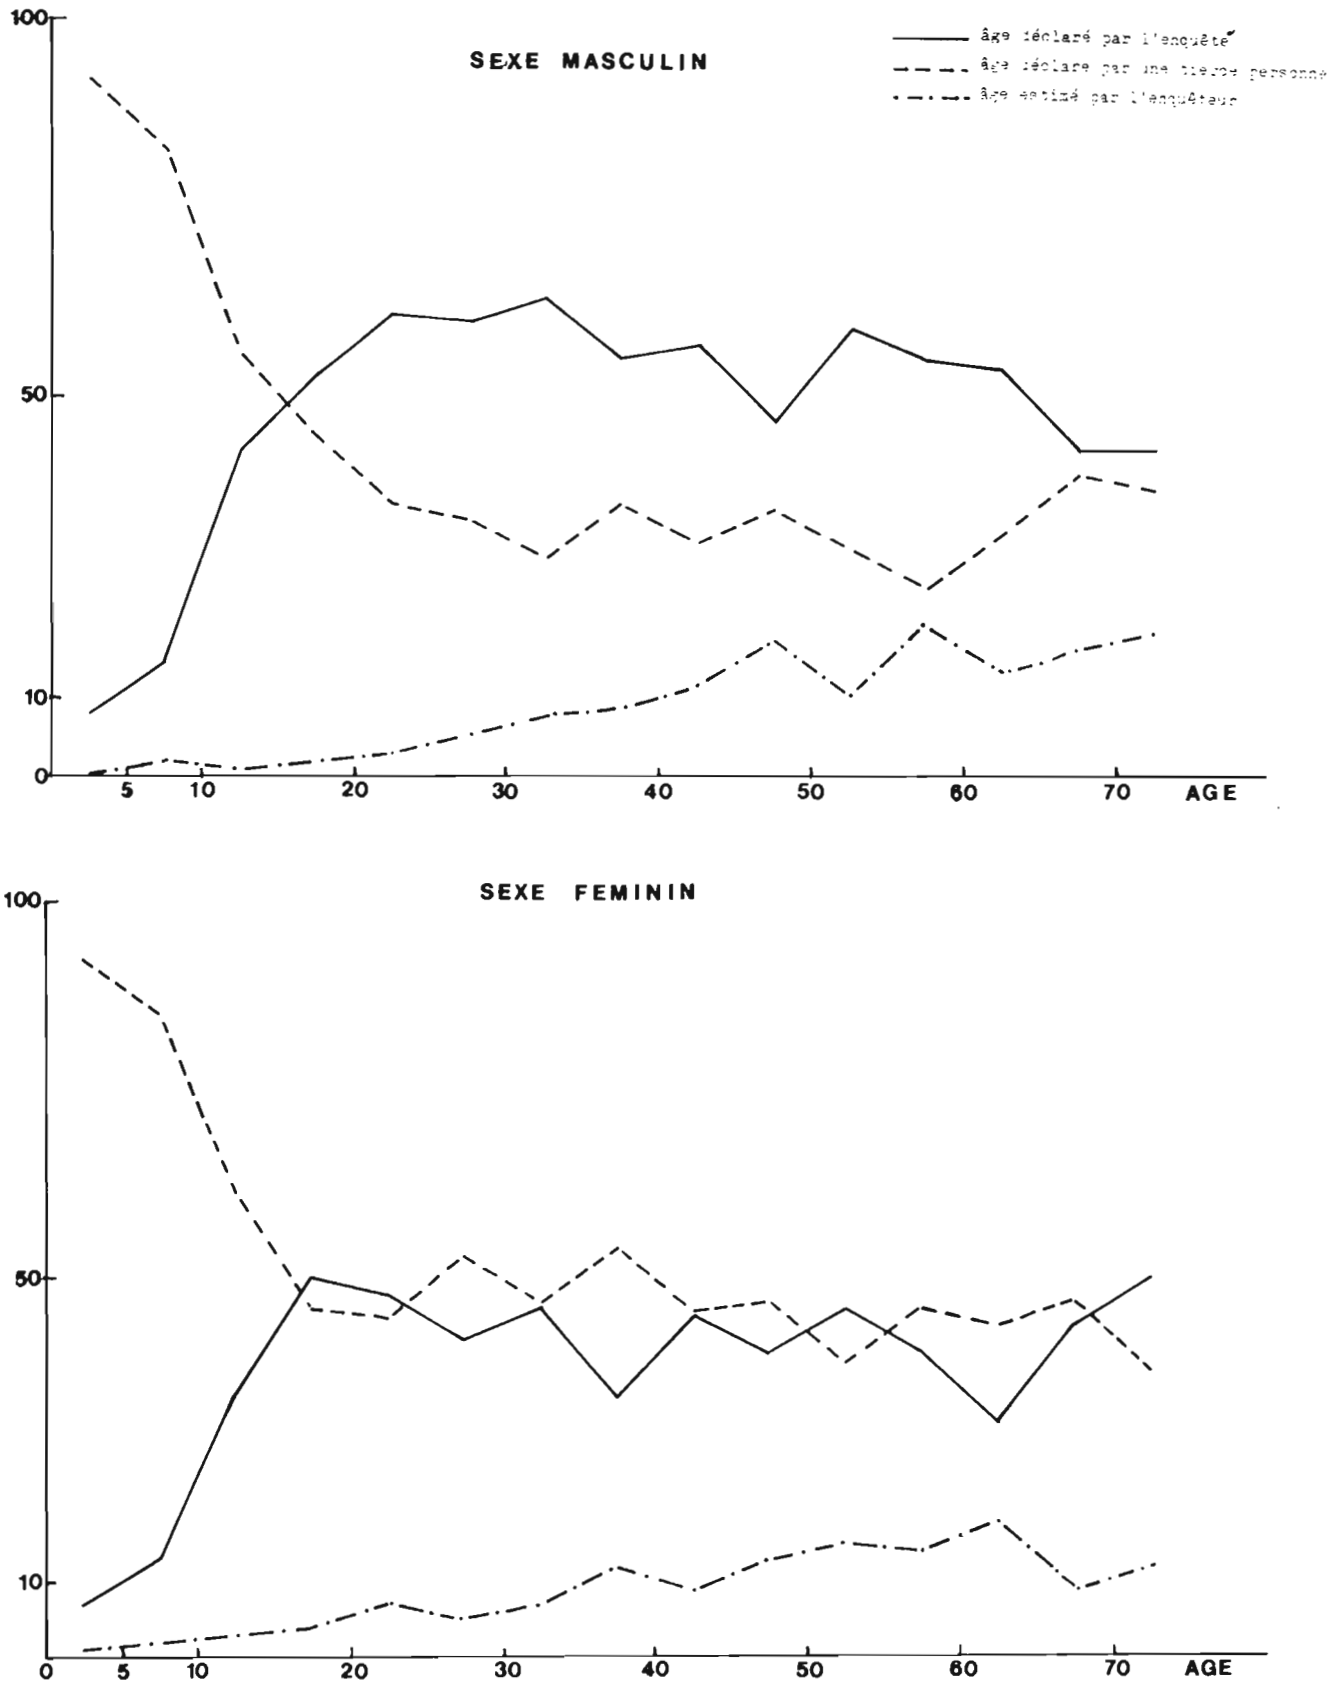 100
SEXE MASCULIN
âge déclaré par l'enquêté
âge déclaré par une tierce personne
âge estimé par l'enquêteur
50
10
0
5 10 20 30 40 50 60 70 AGE
100
SEXE FEMININ
50
10
0 5 10 20 30 40 50 60 70 AGE